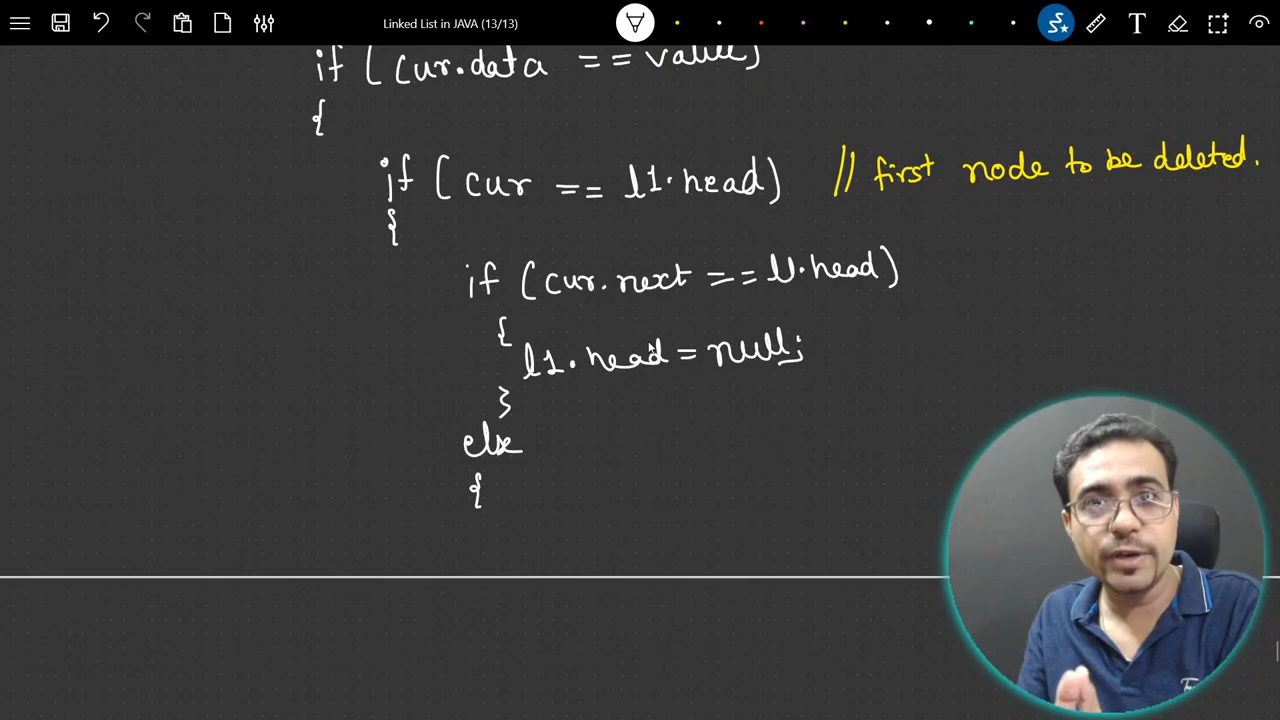 Linked List in JAVA (13/13)
T
if (cur.data == value)
{
if (cur == l1.head) // first node to be deleted.
{
if (cur.next == l1.head)
{
l1.head = null;
}
else
{